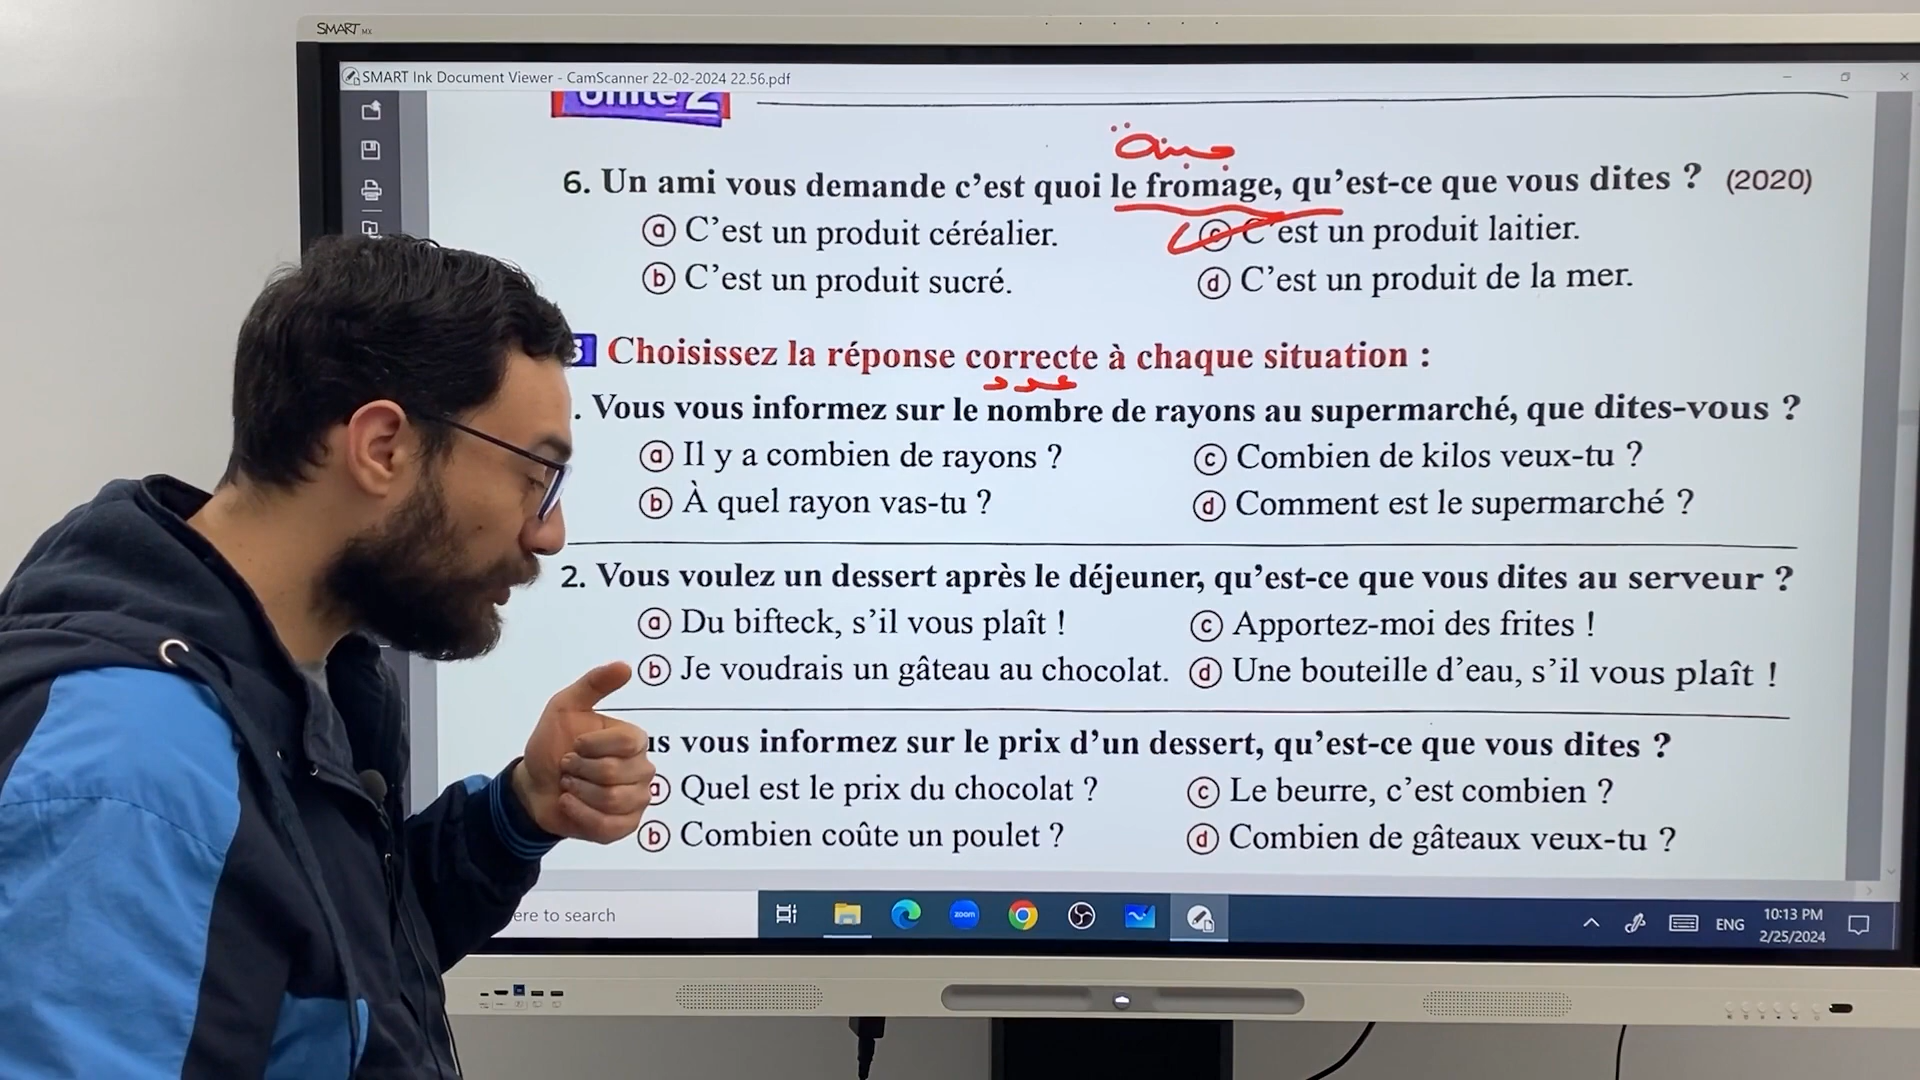 SMART MX
SMART Ink Document Viewer - CamScanner 22-02-2024 22.56.pdf
Unité 2
جبنة
6. Un ami vous demande c’est quoi le fromage, qu’est-ce que vous dites ? (2020)
a C’est un produit céréalier.
c C’est un produit laitier.
b C’est un produit sucré.
d C’est un produit de la mer.
Choisissez la réponse correcte à chaque situation :
عدد
. Vous vous informez sur le nombre de rayons au supermarché, que dites-vous ?
a Il y a combien de rayons ?
c Combien de kilos veux-tu ?
b À quel rayon vas-tu ?
d Comment est le supermarché ?
2. Vous voulez un dessert après le déjeuner, qu’est-ce que vous dites au serveur ?
a Du bifteck, s’il vous plaît !
c Apportez-moi des frites !
b Je voudrais un gâteau au chocolat.
d Une bouteille d’eau, s’il vous plaît !
us vous informez sur le prix d’un dessert, qu’est-ce que vous dites ?
a Quel est le prix du chocolat ?
c Le beurre, c’est combien ?
b Combien coûte un poulet ?
d Combien de gâteaux veux-tu ?
ere to search
zoom
ENG
10:13 PM
2/25/2024